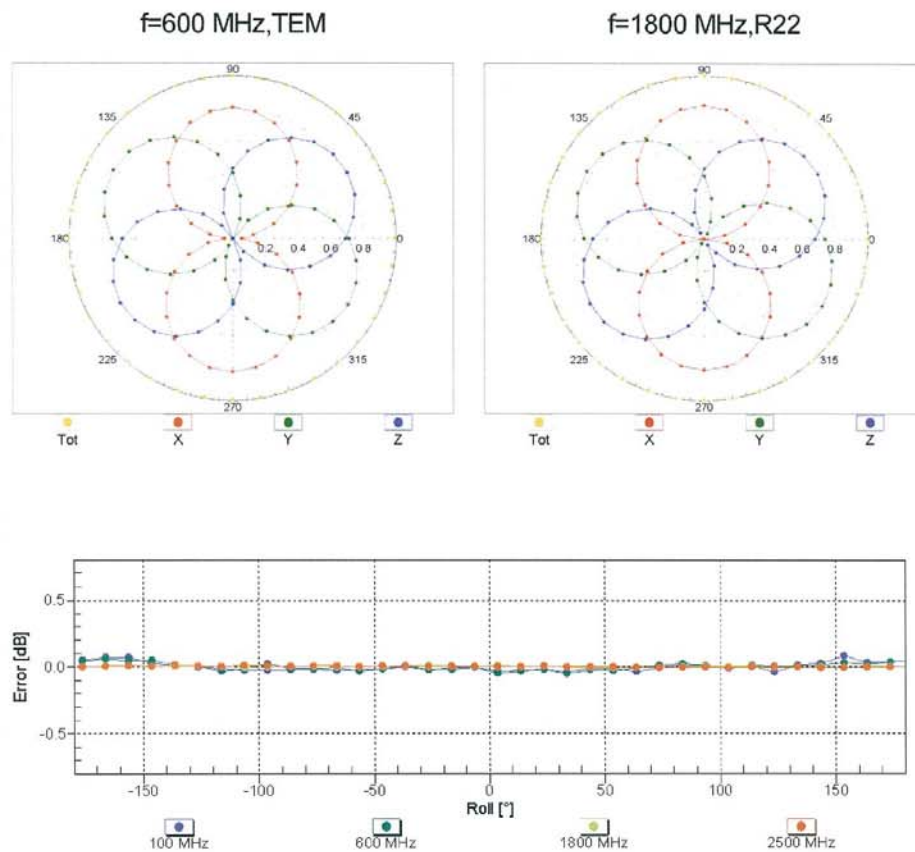 f=600 MHz,TEM
f=1800 MHz,R22
90
135
45
180
0.2 0.4 0.6 0.8
0
225
315
270
Tot
X
Y
Z
90
135
45
180
0.2 0.4 0.6 0.8
0
225
315
270
Tot
X
Y
Z
Error [dB]
0.5
0.0
-0.5
-150
-100
-50
0
50
100
150
Roll [°]
100 MHz
600 MHz
1800 MHz
2500 MHz